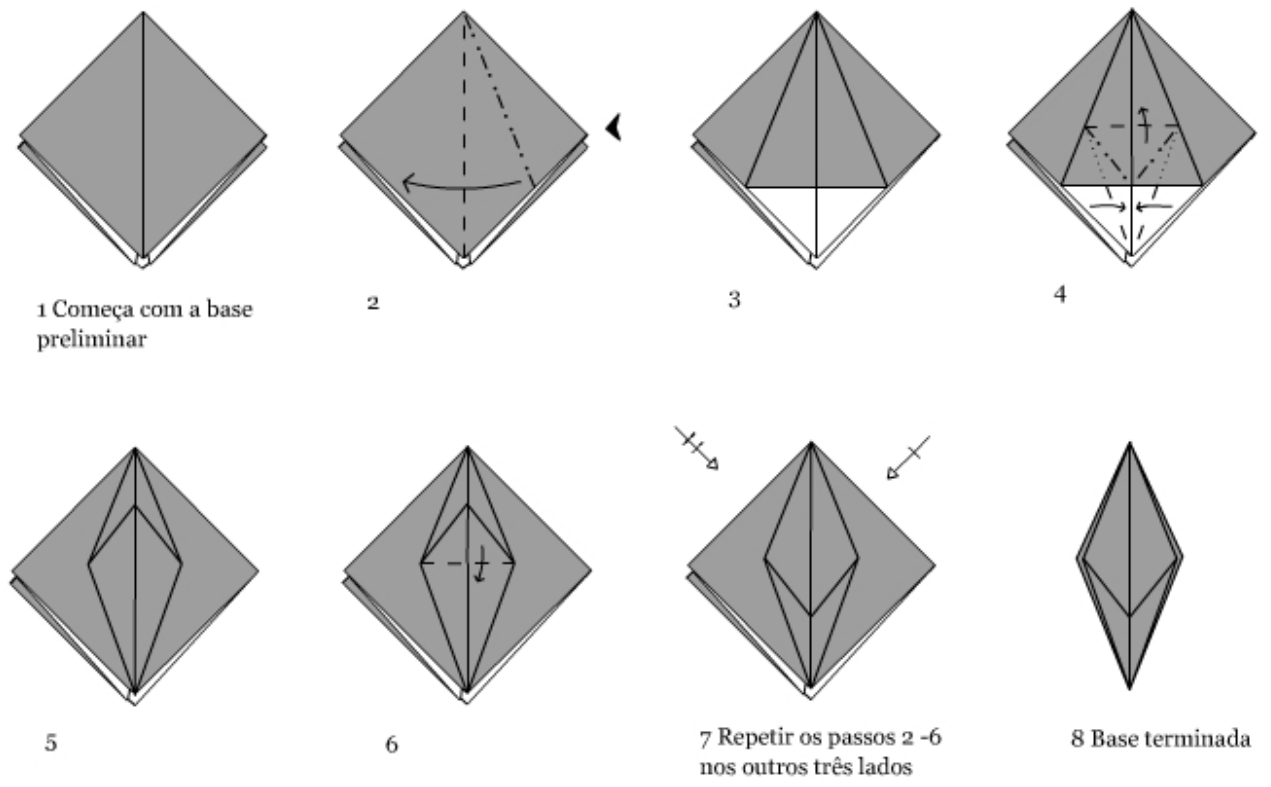 1 Começa com a base
preliminar
2
3
4
5
6
7 Repetir os passos 2 -6
nos outros três lados
8 Base terminada